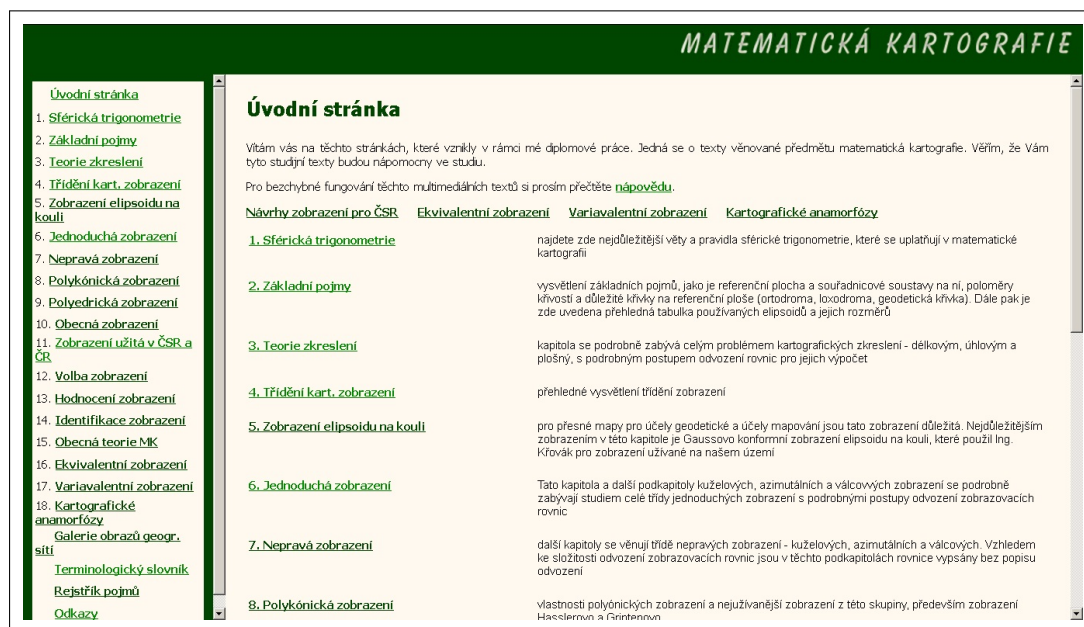 MATEMATICKÁ KARTOGRAFIE
Úvodní stránka
1. Sférická trigonometrie
2. Základní pojmy
3. Teorie zkreslení
4. Třídění kart. zobrazení
5. Zobrazení elipsoidu na
kouli
6. Jednoduchá zobrazení
7. Nepravá zobrazení
8. Polykónická zobrazení
9. Polyedrická zobrazení
10. Obecná zobrazení
11. Zobrazení užitá v ČSR a
ČR
12. Volba zobrazení
13. Hodnocení zobrazení
14. Identifikace zobrazení
15. Obecná teorie MK
16. Ekvivalentní zobrazení
17. Variavalentní zobrazení
18. Kartografické
anamorfózy
Galerie obrazů geogr.
sítí
Terminologický slovník
Rejstřík pojmů
Odkazy
Úvodní stránka
Vítám vás na těchto stránkách, které vznikly v rámci mé diplomové práce. Jedná se o texty věnované předmětu matematická kartografie. Věřím, že Vám
tyto studijní texty budou nápomocny ve studiu.
Pro bezchybné fungování těchto multimediálních textů si prosím přečtěte nápovědu.
Návrhy zobrazení pro ČSR Ekvivalentní zobrazení Variavalentní zobrazení Kartografické anamorfózy
1. Sférická trigonometrie
najdete zde nejdůležitější věty a pravidla sférické trigonometrie, které se uplatňují v matematické
kartografii
2. Základní pojmy
vysvětlení základních pojmů, jako je referenční plocha a souřadnicové soustavy na ní, poloměry
křivostí a důležité křivky na referenční ploše (ortodroma, loxodroma, geodetická křivka). Dále pak je
zde uvedena přehledná tabulka používaných elipsoidů a jejich rozměrů
3. Teorie zkreslení
kapitola se podrobně zabývá celým problémem kartografických zkreslení - délkovým, úhlovým a
plošný, s podrobným postupem odvození rovnic pro jejich výpočet
4. Třídění kart. zobrazení
přehledné vysvětlení třídění zobrazení
5. Zobrazení elipsoidu na kouli
pro přesné mapy pro účely geodetické a účely mapování jsou tato zobrazení důležitá. Nejdůležitějším
zobrazením v této kapitole je Gaussovo konformní zobrazení elipsoidu na kouli, které použil Ing.
Křovák pro zobrazení užívané na našem území
6. Jednoduchá zobrazení
Tato kapitola a další podkapitoly kuželových, azimutálních a válcovvých zobrazení se podrobně
zabývají studiem celé třídy jednoduchých zobrazení s podrobnými postupy odvození zobrazovacích
rovnic
7. Nepravá zobrazení
další kapitoly se věnují třídě nepravých zobrazení - kuželových, azimutálních a válcových. Vzhledem
ke složitosti odvození zobrazovacích rovnic jsou v těchto podkapitolách rovnice vypsány bez popisu
odvození
8. Polykónická zobrazení
vlastnosti polyónických zobrazení a nejužívanější zobrazení z této skupiny, především zobrazení
Hasslerovo a Grintenovo